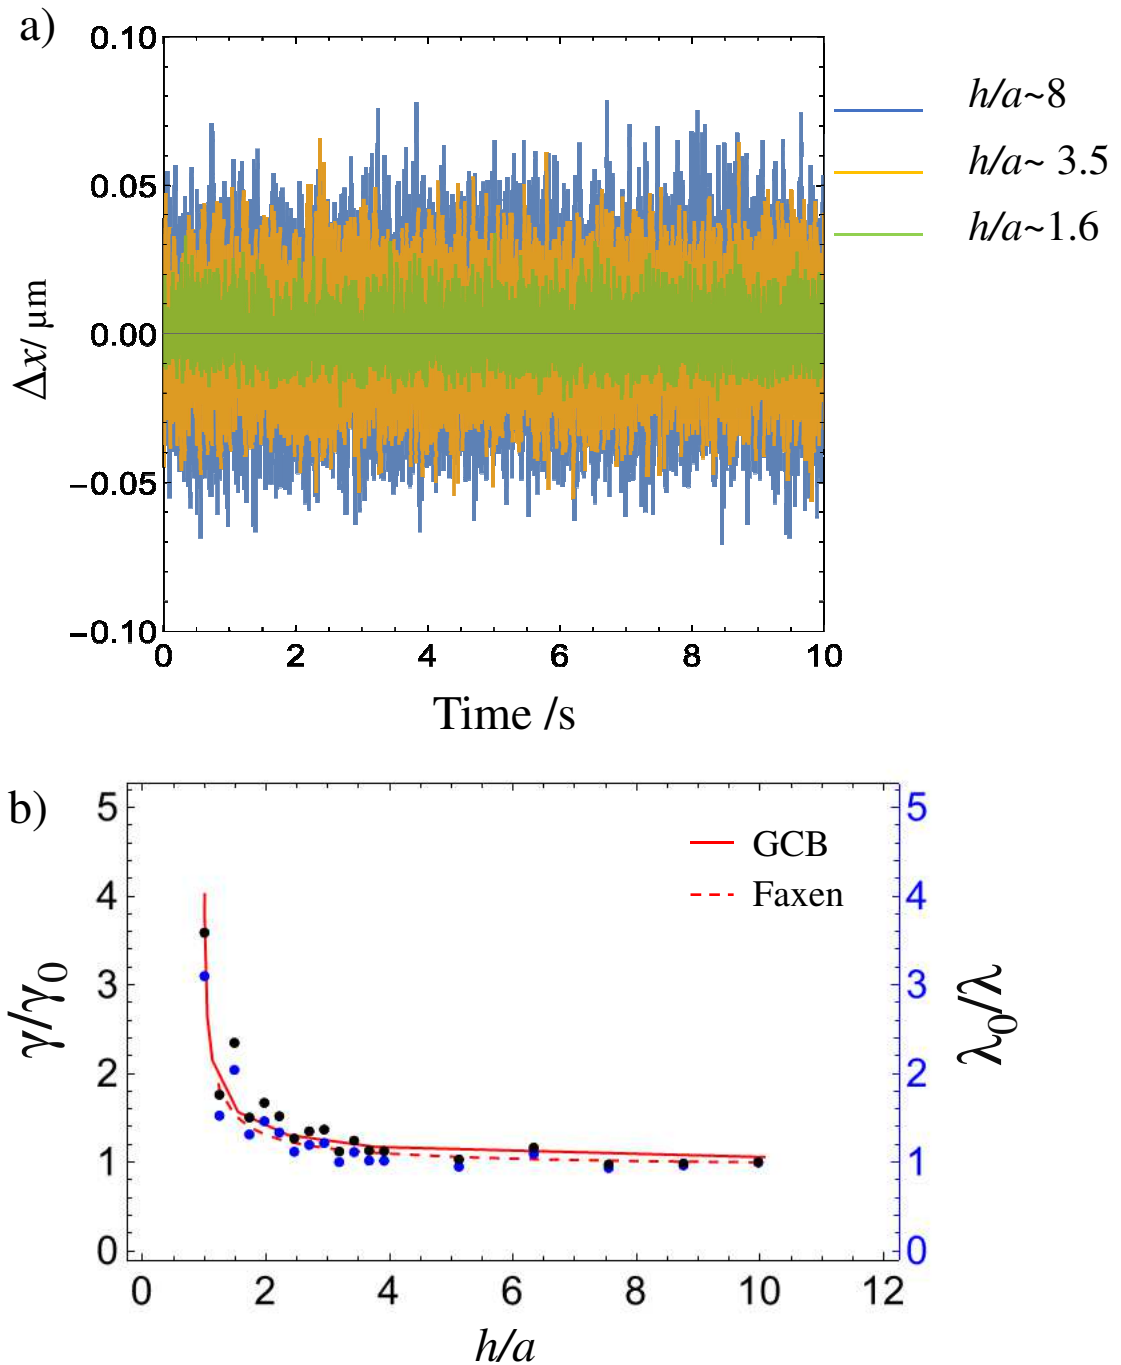 a)
0.10
0.05
0.00
−0.05
−0.10
Δx/ μm
0 2 4 6 8 10
Time /s
h/a~8
h/a~ 3.5
h/a~1.6
b)
5
4
3
2
1
0
γ/γ0
GCB
Faxen
5
4
3
2
1
0
λ0/λ
0 2 4 6 8 10 12
h/a